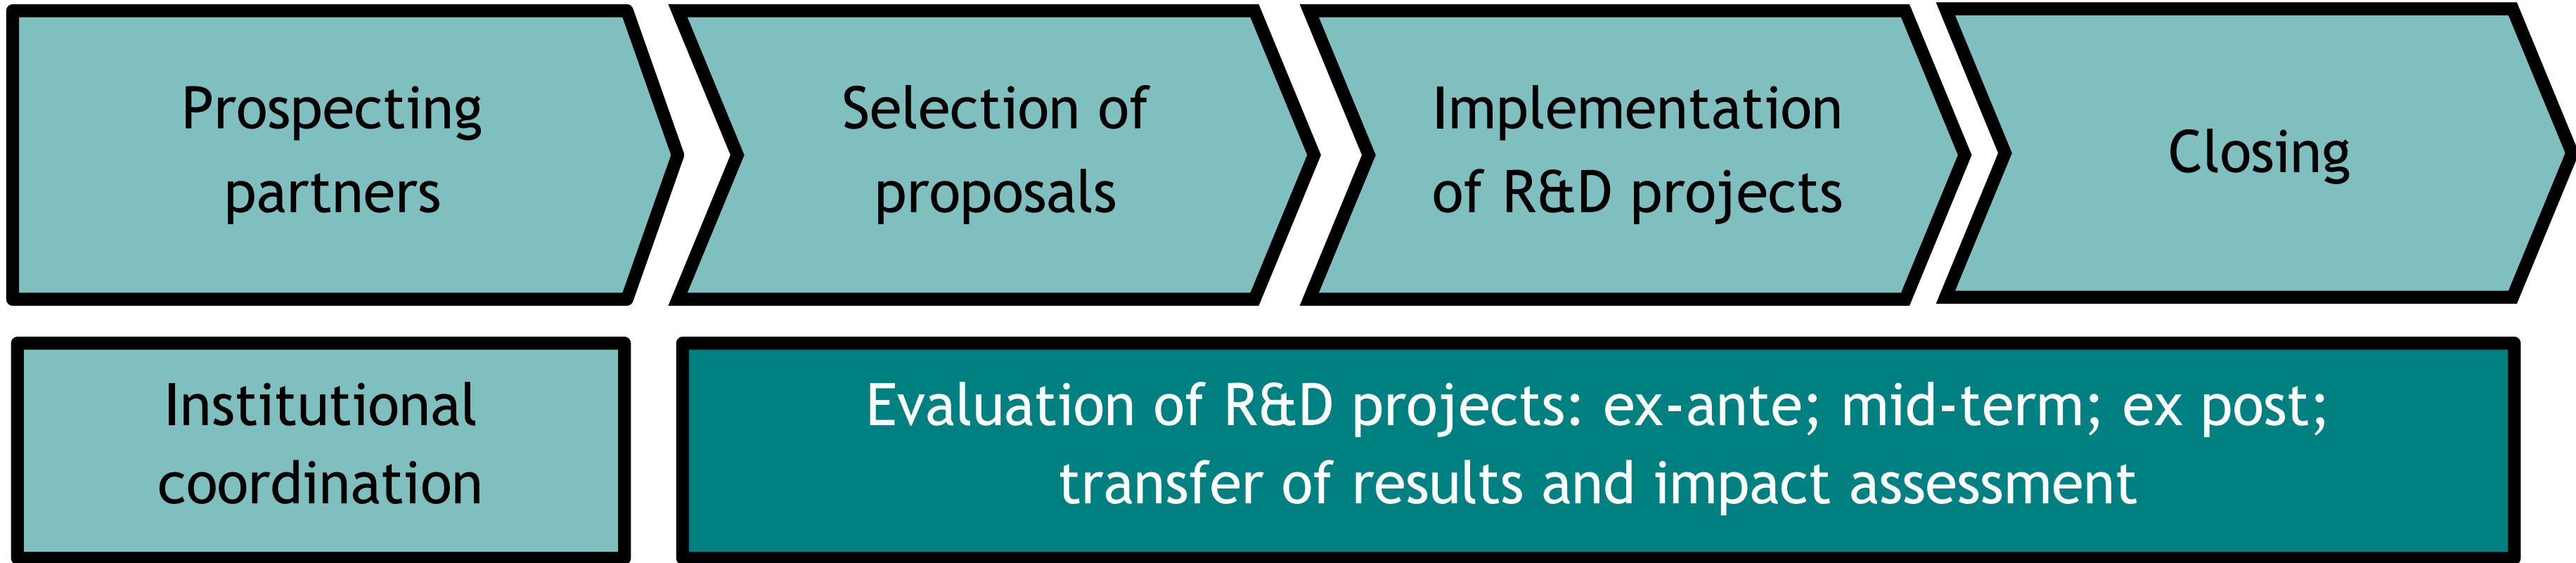 Prospecting
partners
Selection of
proposals
Implementation
of R&D projects
Closing
Institutional
coordination
Evaluation of R&D projects: ex-ante; mid-term; ex post;
transfer of results and impact assessment